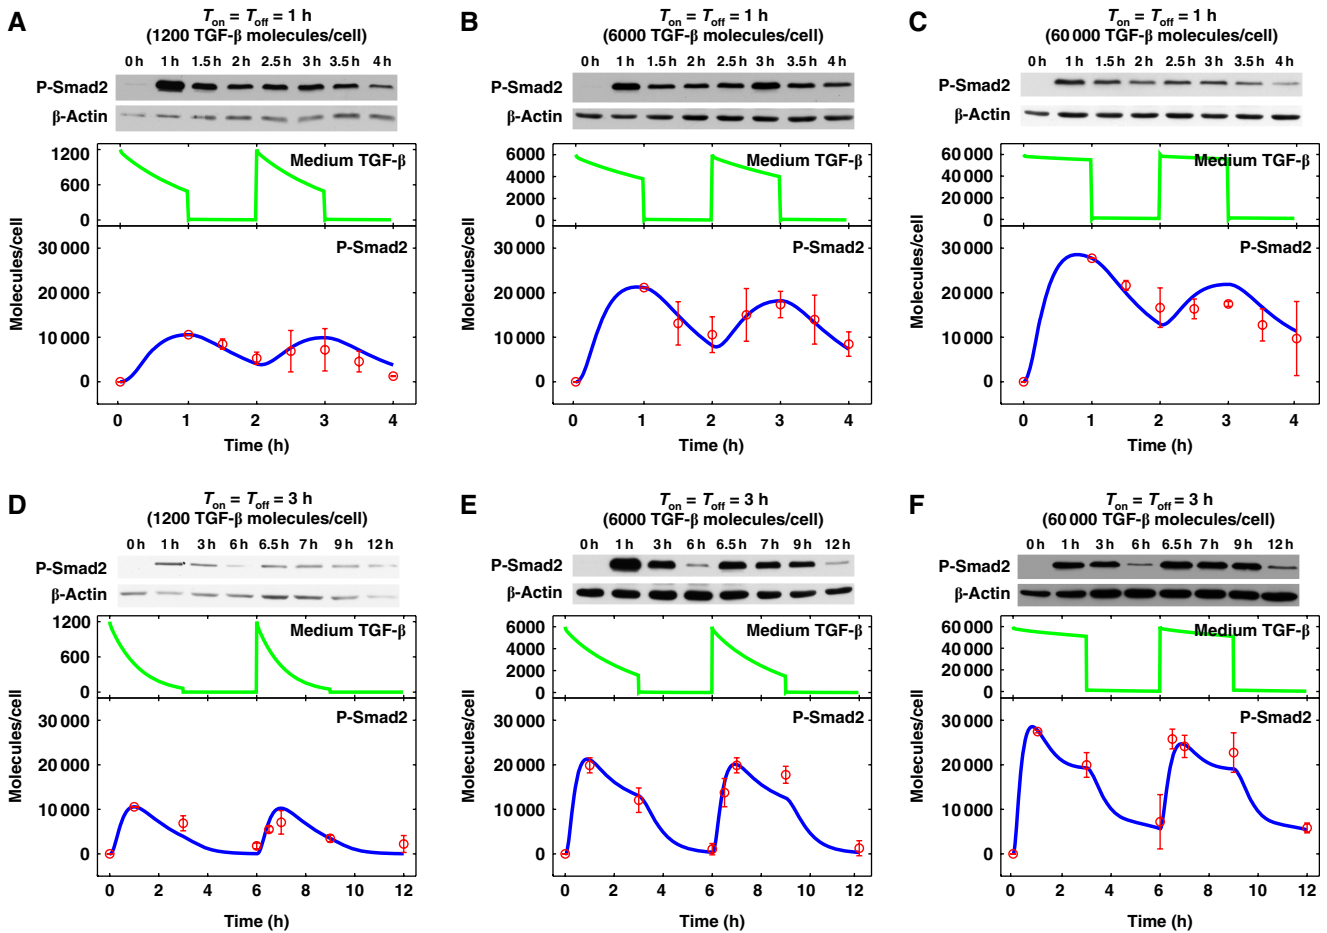 A
T on = T off = 1 h
(1200 TGF-β molecules/cell)
0 h 1 h 1.5 h 2 h 2.5 h 3 h 3.5 h 4 h
P-Smad2
β-Actin
Medium TGF-β
1200
600
0
P-Smad2
30 000
20 000
10 000
0
Molecules/cell
0 1 2 3 4
Time (h)
B
T on = T off = 1 h
(6000 TGF-β molecules/cell)
0 h 1 h 1.5 h 2 h 2.5 h 3 h 3.5 h 4 h
P-Smad2
β-Actin
Medium TGF-β
6000
4000
2000
0
P-Smad2
30 000
20 000
10 000
0
Molecules/cell
0 1 2 3 4
Time (h)
C
T on = T off = 1 h
(60 000 TGF-β molecules/cell)
0 h 1 h 1.5 h 2 h 2.5 h 3 h 3.5 h 4 h
P-Smad2
β-Actin
Medium TGF-β
60 000
40 000
20 000
0
P-Smad2
30 000
20 000
10 000
0
Molecules/cell
0 1 2 3 4
Time (h)
D
T on = T off = 3 h
(1200 TGF-β molecules/cell)
0 h 1 h 3 h 6 h 6.5 h 7 h 9 h 12 h
P-Smad2
β-Actin
Medium TGF-β
1200
600
0
P-Smad2
30 000
20 000
10 000
0
Molecules/cell
0 2 4 6 8 10 12
Time (h)
E
T on = T off = 3 h
(6000 TGF-β molecules/cell)
0 h 1 h 3 h 6 h 6.5 h 7 h 9 h 12 h
P-Smad2
β-Actin
Medium TGF-β
6000
4000
2000
0
P-Smad2
30 000
20 000
10 000
0
Molecules/cell
0 2 4 6 8 10 12
Time (h)
F
T on = T off = 3 h
(60 000 TGF-β molecules/cell)
0 h 1 h 3 h 6 h 6.5 h 7 h 9 h 12 h
P-Smad2
β-Actin
Medium TGF-β
60 000
40 000
20 000
0
P-Smad2
30 000
20 000
10 000
0
Molecules/cell
0 2 4 6 8 10 12
Time (h)